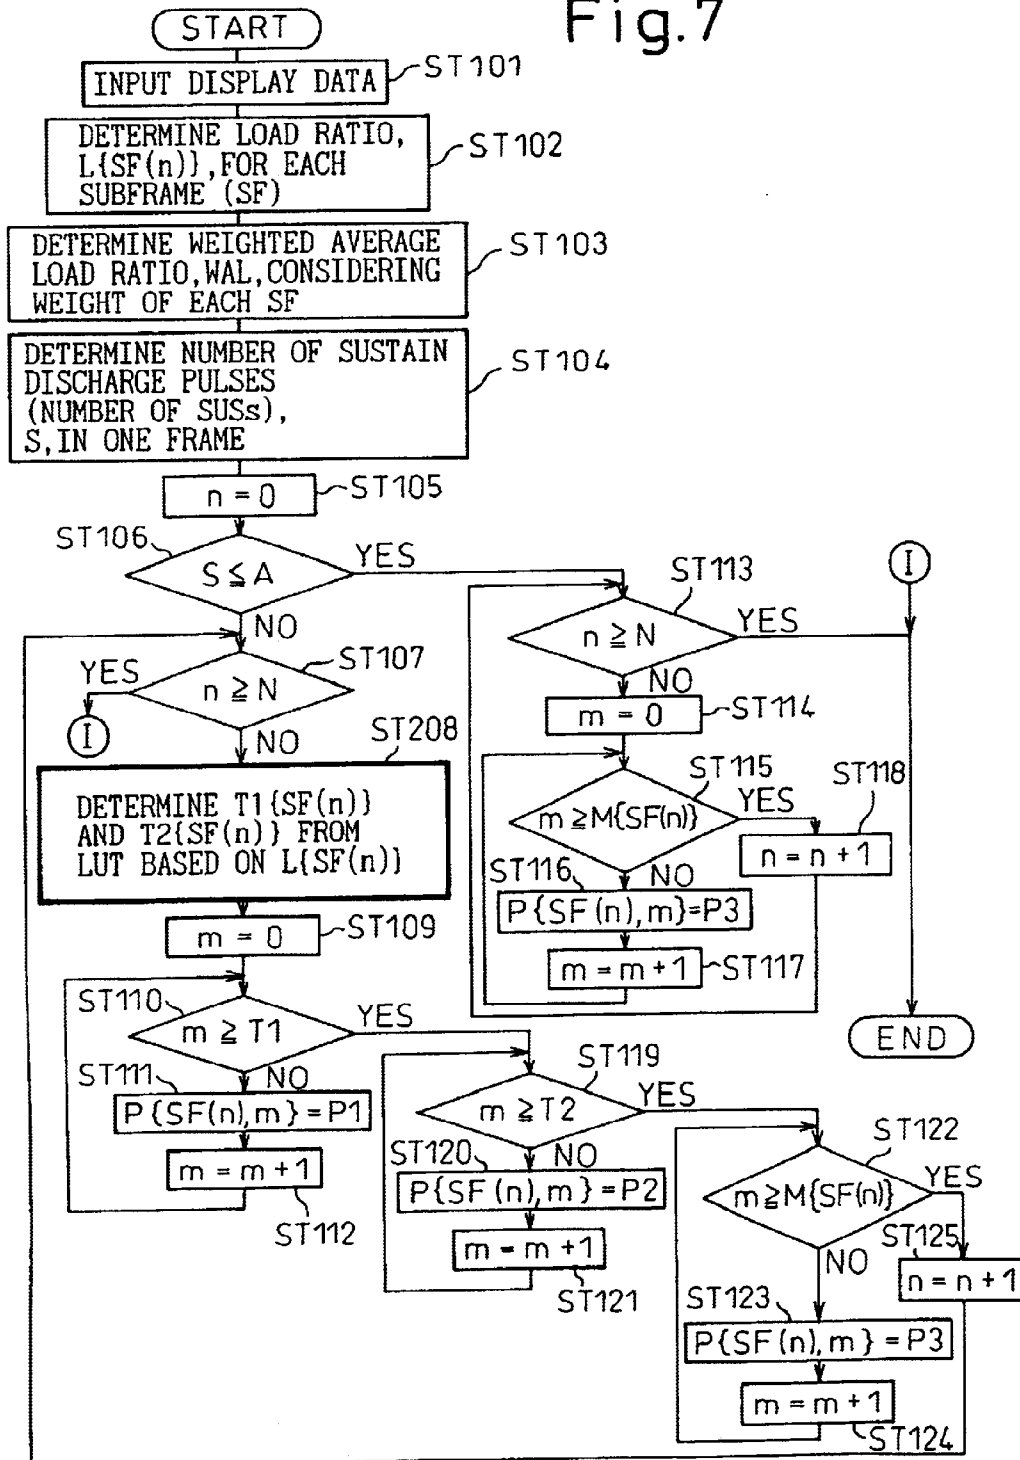 Fig.7
START
INPUT DISPLAY DATA
ST101
DETERMINE LOAD RATIO,
L{SF(n)}, FOR EACH
SUBFRAME (SF)
ST102
DETERMINE WEIGHTED AVERAGE
LOAD RATIO, WAL, CONSIDERING
WEIGHT OF EACH SF
ST103
DETERMINE NUMBER OF SUSTAIN
DISCHARGE PULSES
(NUMBER OF SUSs),
S, IN ONE FRAME
ST104
n = 0
ST105
ST106
S ≦ A
YES
NO
ST107
n ≧ N
YES
I
NO
ST208
DETERMINE T1{SF(n)}
AND T2{SF(n)} FROM
LUT BASED ON L{SF(n)}
m = 0
ST109
ST110
m ≧ T1
YES
NO
ST111
P{SF(n),m} = P1
m = m + 1
ST112
I
ST113
n ≧ N
YES
NO
m = 0
ST114
ST115
m ≧ M{SF(n)}
YES
NO
ST118
n = n + 1
ST116
P{SF(n),m} = P3
m = m + 1
ST117
END
ST119
m ≧ T2
YES
NO
ST120
P{SF(n),m} = P2
m = m + 1
ST121
ST122
m ≧ M{SF(n)}
YES
NO
ST125
n = n + 1
ST123
P{SF(n),m} = P3
m = m + 1
ST124